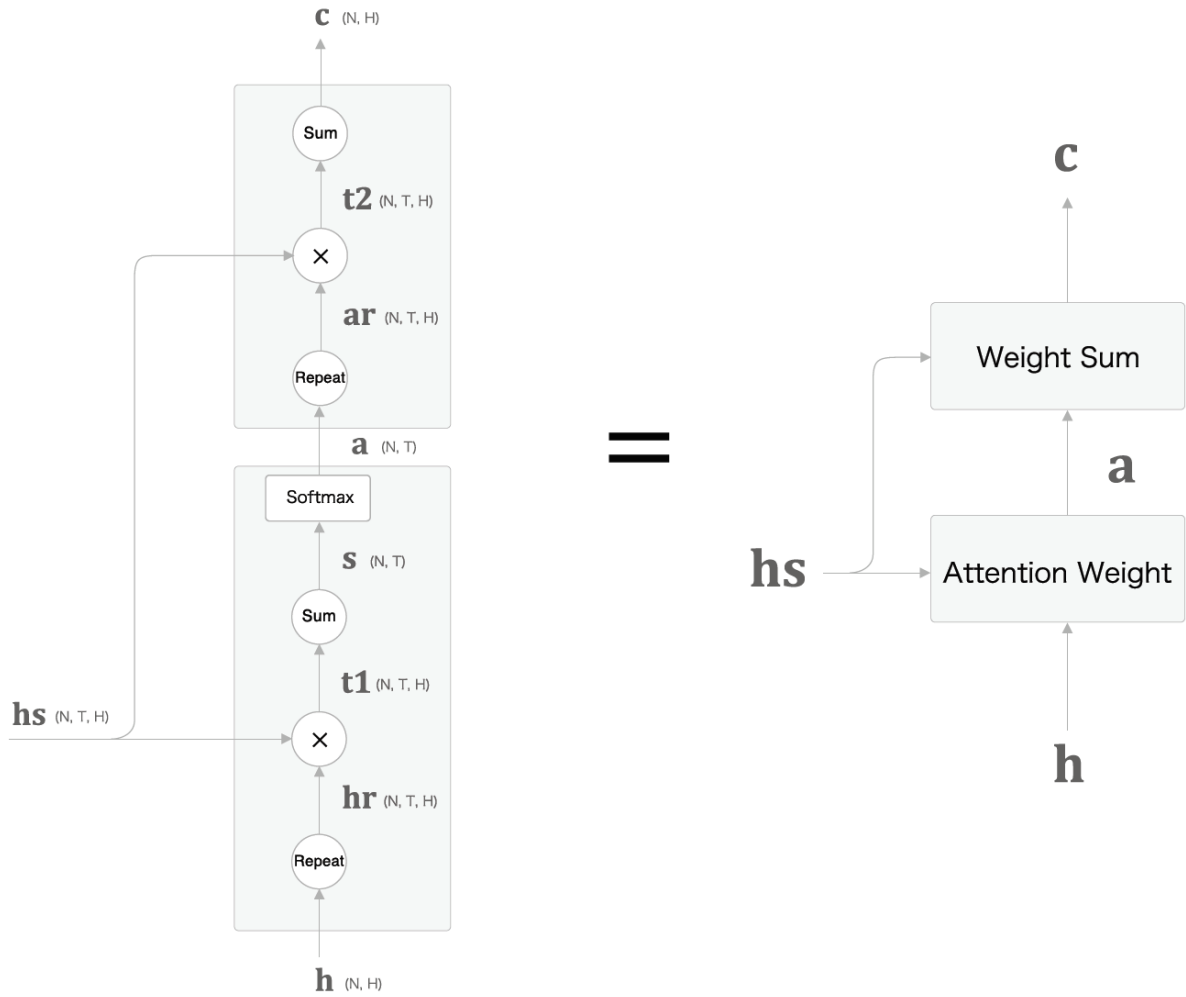 c (N, H)
Sum
t2 (N, T, H)
×
ar (N, T, H)
Repeat
a (N, T)
Softmax
s (N, T)
Sum
t1 (N, T, H)
hs (N, T, H)
×
hr (N, T, H)
Repeat
h (N, H)
=
c
Weight Sum
a
hs
Attention Weight
h